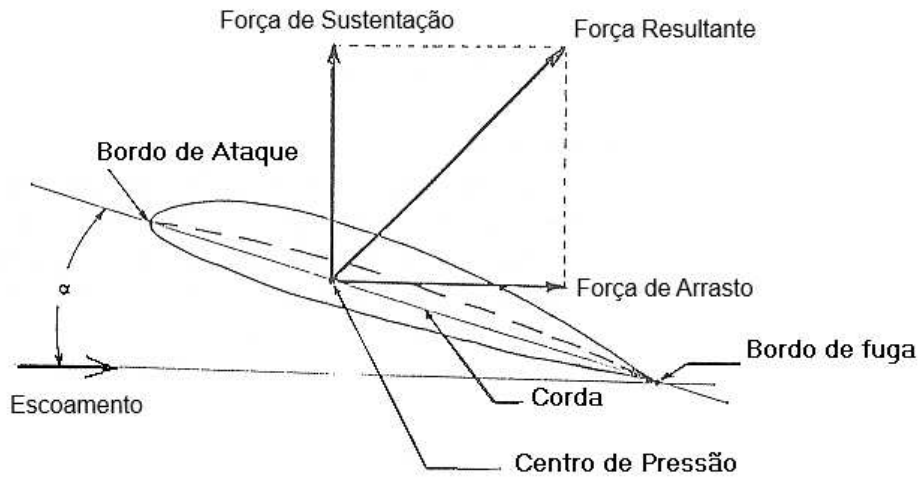 Força de Sustentação
Força Resultante
Bordo de Ataque
α
Força de Arrasto
Bordo de fuga
Escoamento
Corda
Centro de Pressão